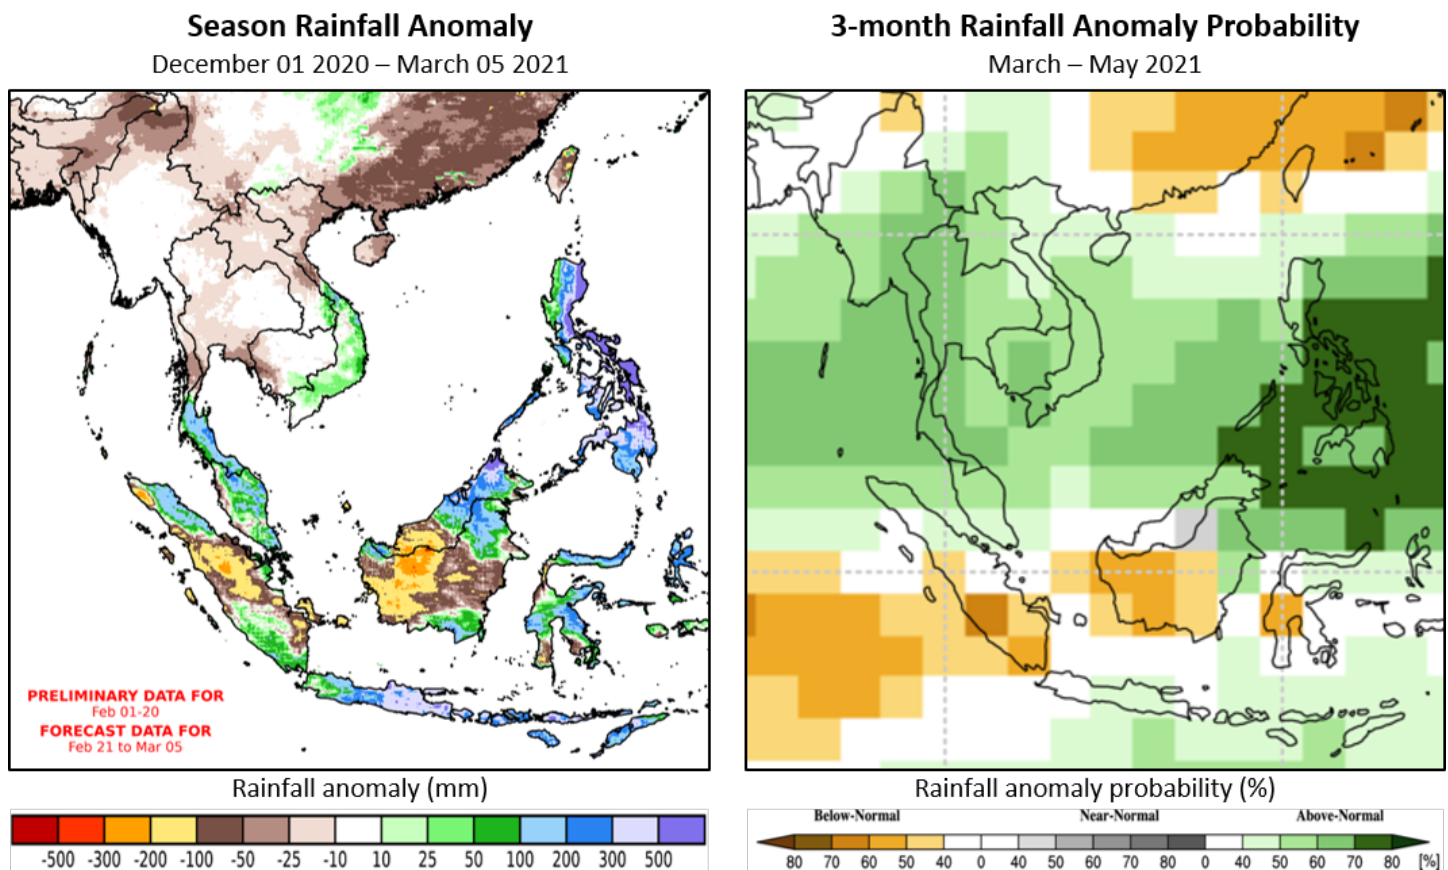 Season Rainfall Anomaly
December 01 2020 – March 05 2021
PRELIMINARY DATA FOR
Feb 01-20
FORECAST DATA FOR
Feb 21 to Mar 05
Rainfall anomaly (mm)
-500 -300 -200 -100 -50 -25 -10 10 25 50 100 200 300 500
3-month Rainfall Anomaly Probability
March – May 2021
Rainfall anomaly probability (%)
Below-Normal Near-Normal Above-Normal
80 70 60 50 40 0 40 50 60 70 80 0 40 50 60 70 80 [%]